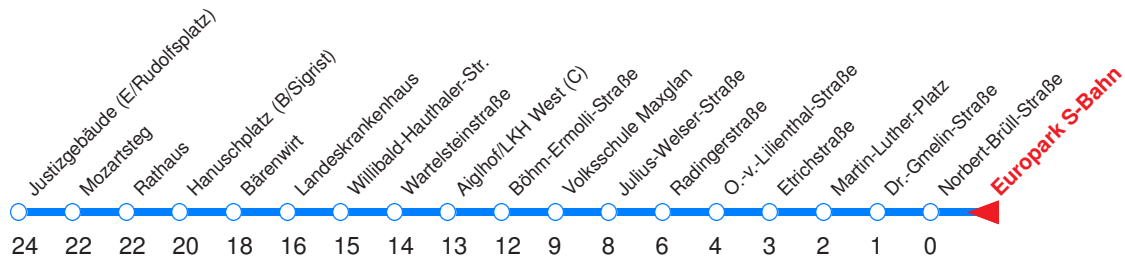 Justizgebäude (E/Rudolfsplatz)
Mozartsteg
Rathaus
Hanuschplatz (B/Sigrist)
Bärenwirt
Landeskrankenhaus
Willibald-Hauthaler-Str.
Wartelsteinstraße
Aiglhof/LKH West (C)
Böhm-Ermolli-Straße
Volksschule Maxglan
Julius-Welser-Straße
Radingerstraße
O.-v.-Lilienthal-Straße
Etrichstraße
Martin-Luther-Platz
Dr.-Gmelin-Straße
Norbert-Brüll-Straße
Europark S-Bahn
24 22 22 20 18 16 15 14 13 12 9 8 6 4 3 2 1 0